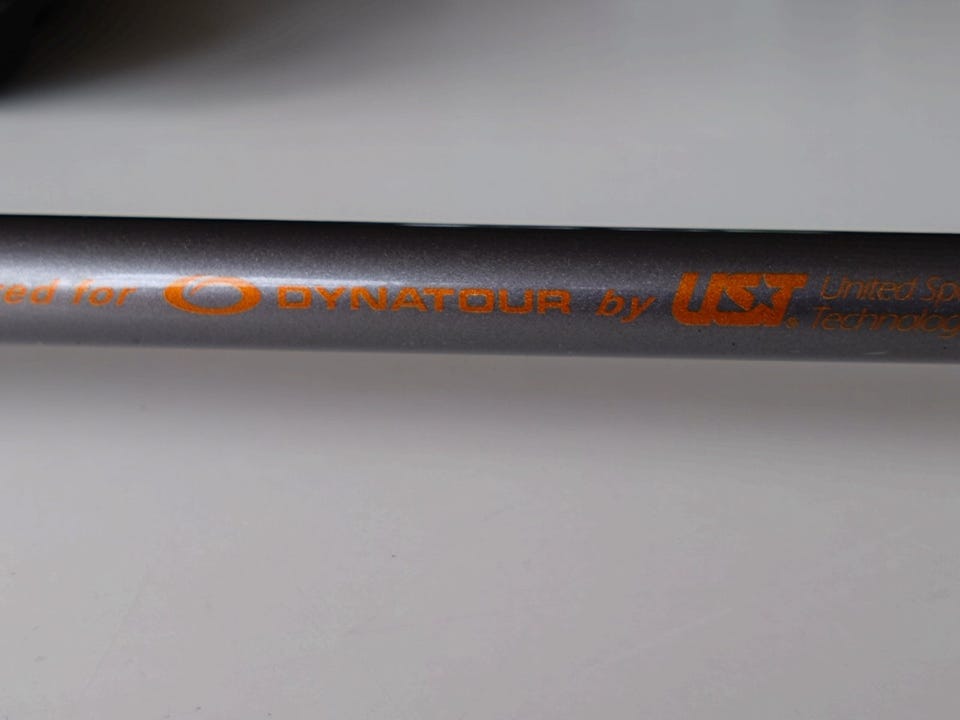 ed for DYNATOUR by UST® United Sp
Technolog